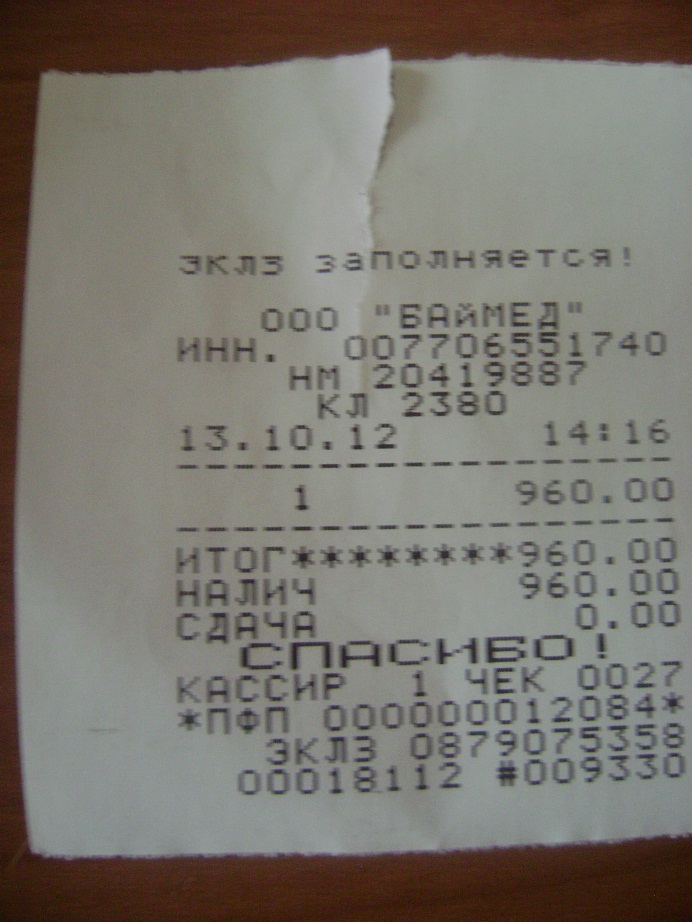 ЭКЛЗ заполняется!
ООО "БАйМЕД"
ИНН. 007706551740
НМ 20419887
КЛ 2380
13.10.12 14:16
--------------------
1 960.00
--------------------
ИТОГ********960.00
НАЛИЧ 960.00
СДАЧА 0.00
СПАСИБО!
КАССИР 1 ЧЕК 0027
*ПФП 000000012084*
ЭКЛЗ 0879075358
00018112 #009330